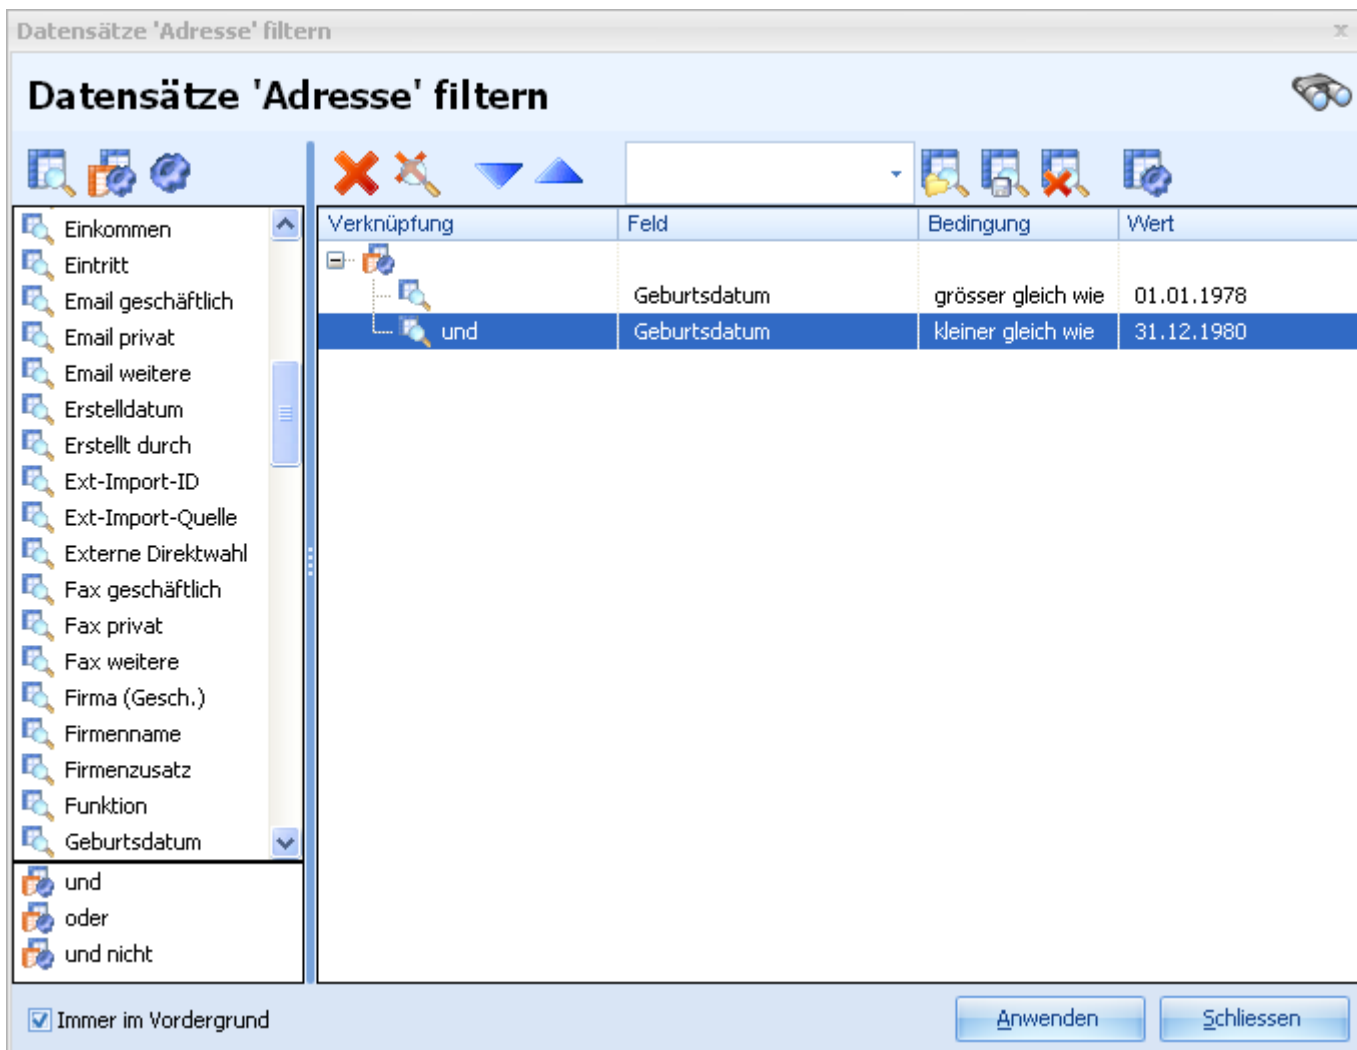 Datensätze 'Adresse' filtern
x
Datensätze 'Adresse' filtern
Einkommen
Eintritt
Email geschäftlich
Email privat
Email weitere
Erstelldatum
Erstellt durch
Ext-Import-ID
Ext-Import-Quelle
Externe Direktwahl
Fax geschäftlich
Fax privat
Fax weitere
Firma (Gesch.)
Firmenname
Firmenzusatz
Funktion
Geburtsdatum
und
oder
und nicht
Verknüpfung Feld Bedingung Wert
Geburtsdatum grösser gleich wie 01.01.1978
und Geburtsdatum kleiner gleich wie 31.12.1980
Immer im Vordergrund
Anwenden Schliessen